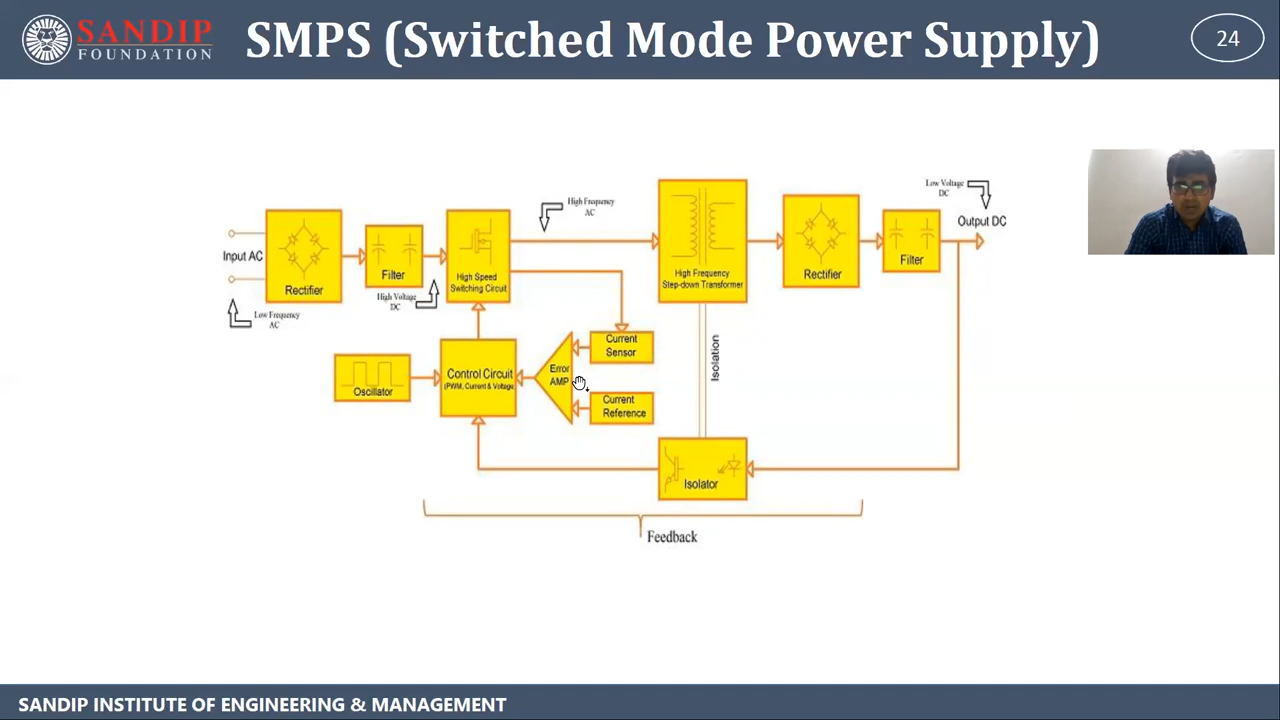 SANDIP
FOUNDATION
SMPS (Switched Mode Power Supply)
24
Input AC
Low Frequency
AC
Rectifier
Filter
High Voltage
DC
High Speed
Switching Circuit
High Frequency
AC
High Frequency
Step-down Transformer
Rectifier
Filter
Low Voltage
DC
Output DC
Oscillator
Control Circuit
(PWM, Current & Voltage
Error
AMP
Current
Sensor
Current
Reference
Isolation
Isolator
Feedback
SANDIP INSTITUTE OF ENGINEERING & MANAGEMENT